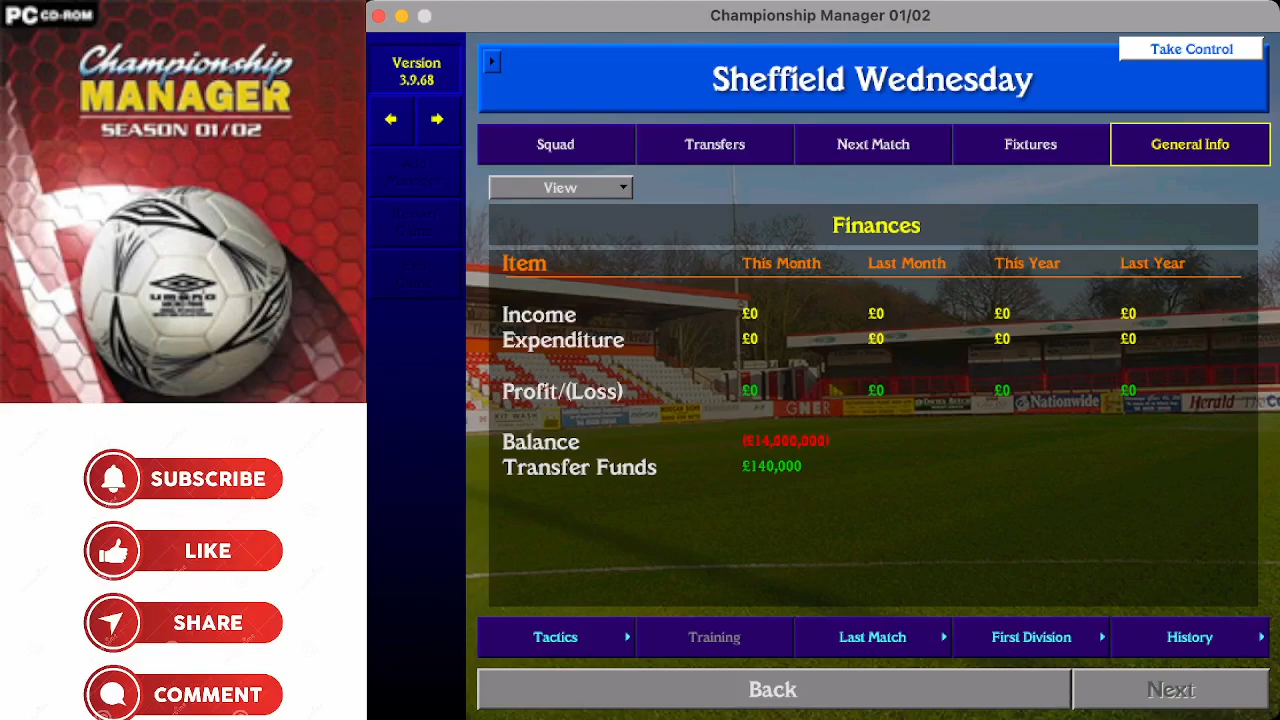 PC CD-ROM
Championship
MANAGER
SEASON 01/02
UMBRO
SUBSCRIBE
LIKE
SHARE
COMMENT
Championship Manager 01/02
Version
3.9.68
Take Control
Sheffield Wednesday
Squad
Transfers
Next Match
Fixtures
General Info
View
Finances
Item
This Month
Last Month
This Year
Last Year
Income
£0
£0
£0
£0
Expenditure
£0
£0
£0
£0
Profit/(Loss)
£0
£0
£0
£0
GNER
Nationwide
Herald
Balance
(£14,000,000)
Transfer Funds
£140,000
Tactics
Training
Last Match
First Division
History
Back
Next